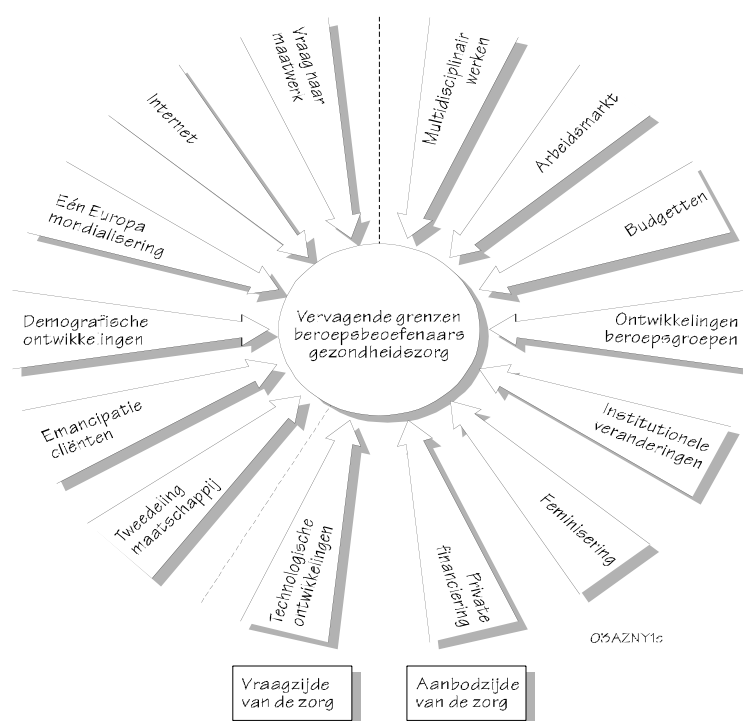 Vraag naar
maatwerk
Multidisciplinair
werken
Internet
Arbeidsmarkt
Eén Europa
mondialisering
Budgetten
Demografische
ontwikkelingen
Vervagende grenzen
beroepsbeoefenaars
gezondheidszorg
Ontwikkelingen
beroepsgroepen
Emancipatie
cliënten
Institutionele
veranderingen
Tweedeling
maatschappij
Feminisering
Technologische
ontwikkelingen
Private
financiering
03AZNY1c
Vraagzijde
van de zorg
Aanbodzijde
van de zorg